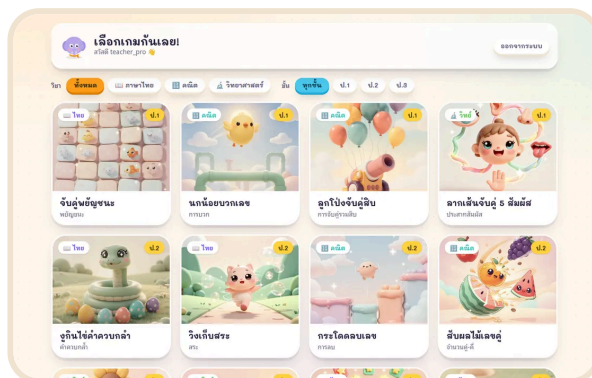 เลือกเกมกันเลย!
สวัสดี teacher_pro 👋
ออกจากระบบ
วิชา ทั้งหมด 📖 ภาษาไทย 🔢 คณิต 🔬 วิทยาศาสตร์ ชั้น ทุกชั้น ป.1 ป.2 ป.3
📖 ไทย ป.1
จับคู่พยัญชนะ
พยัญชนะ
🔢 คณิต ป.1
นกน้อยบวกเลข
การบวก
🔢 คณิต ป.1
ลูกโป่งจับคู่สิบ
การจับคู่รวมสิบ
🔬 วิทย์ ป.1
ลากเส้นจับคู่ 5 สัมผัส
ประสาทสัมผัส
📖 ไทย ป.2
งูกินไข่คำควบกล้ำ
คำควบกล้ำ
📖 ไทย ป.2
วิ่งเก็บสระ
สระ
🔢 คณิต ป.2
กระโดดลบเลข
การลบ
🔢 คณิต ป.2
สับผลไม้เลขคู่
จำนวนคู่-คี่